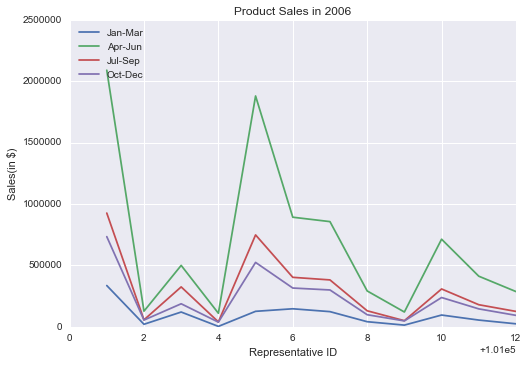 Product Sales in 2006
Jan-Mar
Apr-Jun
Jul-Sep
Oct-Dec
2500000
2000000
1500000
1000000
500000
0
Sales(in $)
0 2 4 6 8 10 12
Representative ID
+1.01e5